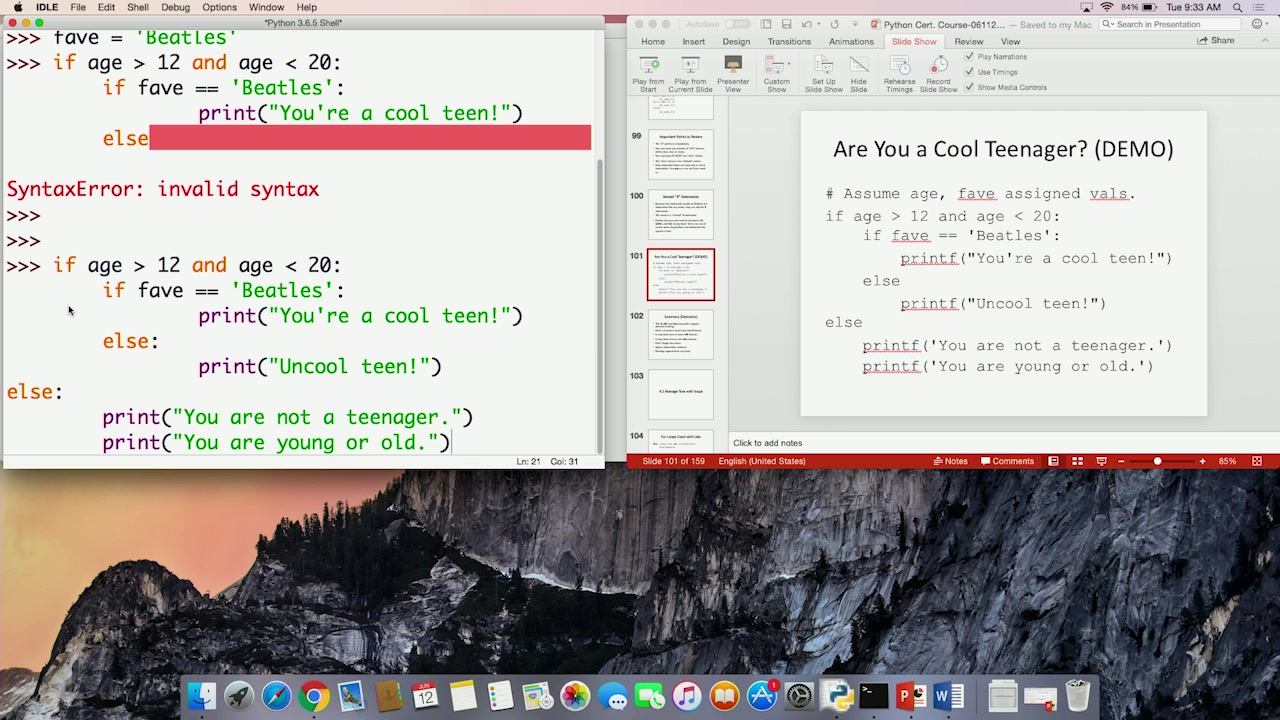 IDLE File Edit Shell Debug Options Window Help
84% Tue 9:33 AM
*Python 3.6.5 Shell*
>>> fave = 'Beatles'
>>> if age > 12 and age < 20:
if fave == 'Beatles':
print("You're a cool teen!")
else
SyntaxError: invalid syntax
>>>
>>>
>>> if age > 12 and age < 20:
if fave == 'Beatles':
print("You're a cool teen!")
else:
print("Uncool teen!")
else:
print("You are not a teenager.")
print("You are young or old.")
Ln: 21 Col: 31
AutoSave
Python Cert. Course-06112... — Saved to my Mac
Search in Presentation
Home Insert Design Transitions Animations Slide Show Review View
Share
Play from Start
Play from Current Slide
Presenter View
Custom Show
Set Up Slide Show
Hide Slide
Rehearse Timings
Record Slide Show
Play Narrations
Use Timings
Show Media Controls
99
Important Points to Review
100
Nested "IF" Statements
101
Are You a Cool Teenager? (DEMO)
102
Summary (Decisions)
103
4.2 Manage flow with loops
104
For Loops Used with Lists
Are You a Cool Teenager? (DEMO)
# Assume age, fave assigned vals.
if age > 12 and age < 20:
if fave == 'Beatles':
printf("You're a cool teen!")
else
printf("Uncool teen!")
else
printf('You are not a teenager.')
printf('You are young or old.')
Click to add notes
Slide 101 of 159 English (United States) Notes Comments 85%
JUN
12
1